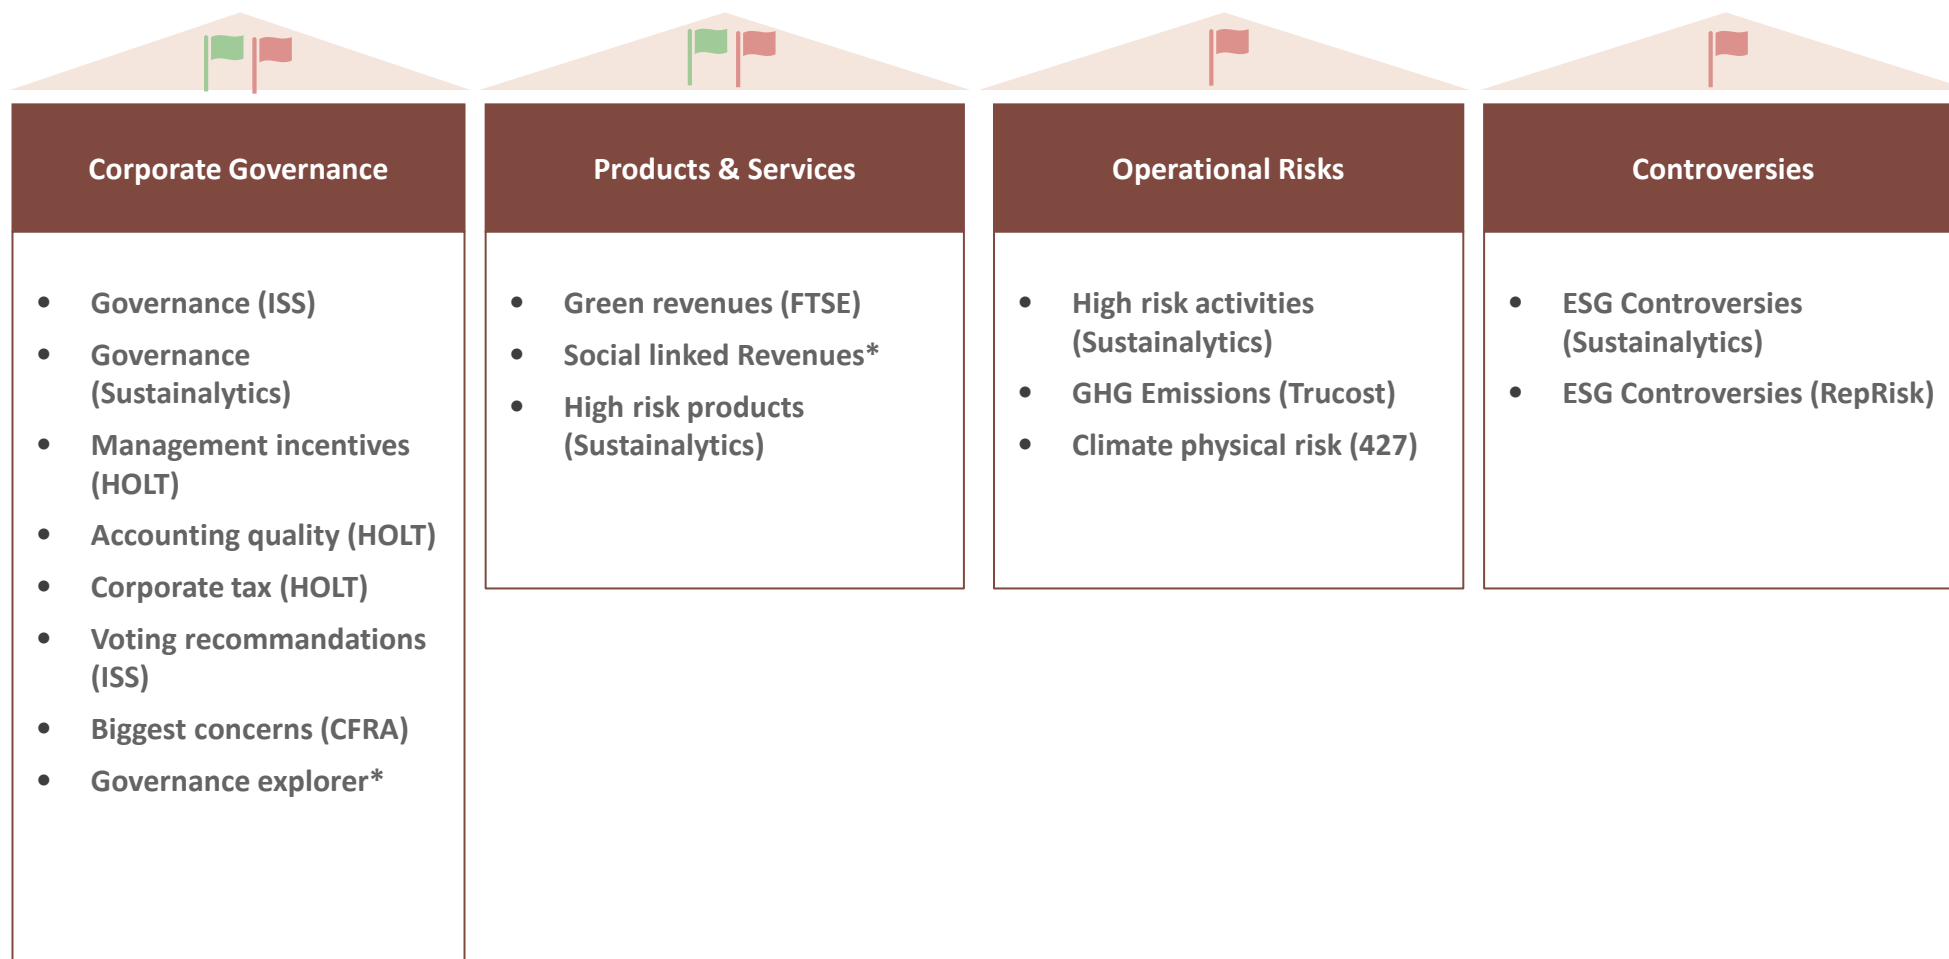 Corporate Governance
Governance (ISS)
Governance
(Sustainalytics)
Management incentives
(HOLT)
Accounting quality (HOLT)
Corporate tax (HOLT)
Voting recommandations
(ISS)
Biggest concerns (CFRA)
Governance explorer*
Products & Services
Green revenues (FTSE)
Social linked Revenues*
High risk products
(Sustainalytics)
Operational Risks
High risk activities
(Sustainalytics)
GHG Emissions (Trucost)
Climate physical risk (427)
Controversies
ESG Controversies
(Sustainalytics)
ESG Controversies (RepRisk)